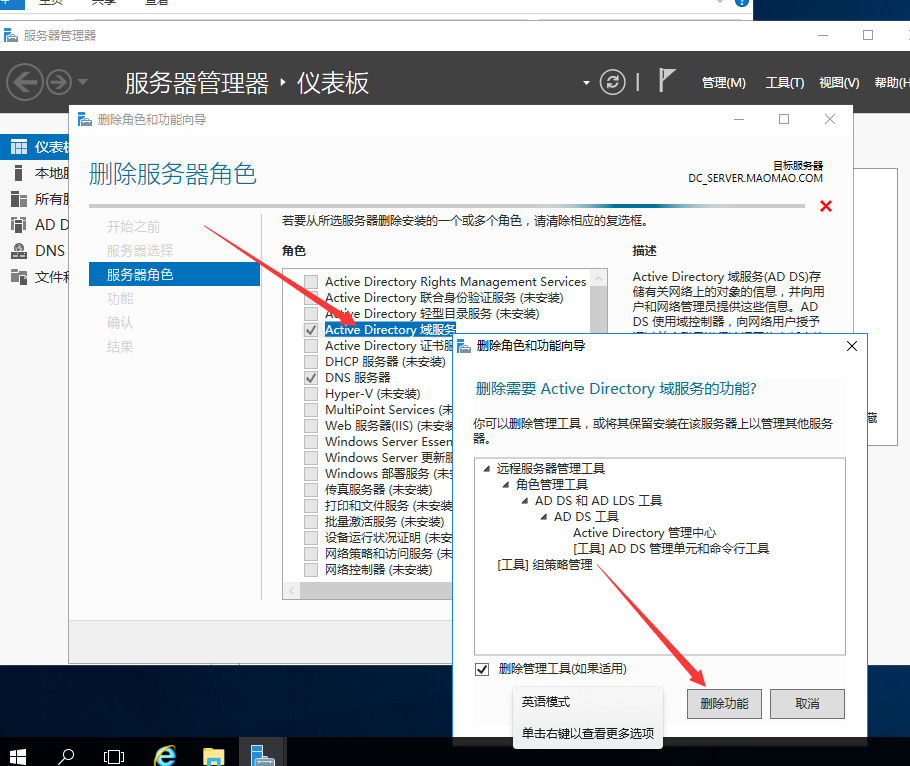 主页 共享 查看
服务器管理器
服务器管理器 · 仪表板
管理(M) 工具(T) 视图(V) 帮助(H
删除角色和功能向导
仪表板
本地服
所有服
AD D
DNS
文件和
删除服务器角色
目标服务器
DC_SERVER.MAOMAO.COM
开始之前
服务器选择
服务器角色
功能
确认
结果
若要从所选服务器删除安装的一个或多个角色，请清除相应的复选框。
角色
Active Directory Rights Management Services
Active Directory 联合身份验证服务 (未安装)
Active Directory 轻型目录服务 (未安装)
Active Directory 域服务
Active Directory 证书服
DHCP 服务器 (未安装)
DNS 服务器
Hyper-V (未安装)
MultiPoint Services (未
Web 服务器(IIS) (未安装
Windows Server Essen
Windows Server 更新服
Windows 部署服务 (未安
传真服务器 (未安装)
打印和文件服务 (未安装
批量激活服务 (未安装)
设备运行状况证明 (未安
网络策略和访问服务 (未
网络控制器 (未安装)
描述
Active Directory 域服务(AD DS)存
储有关网络上的对象的信息，并向用
户和网络管理员提供这些信息。AD
DS 使用域控制器，向网络用户授予
藏
删除角色和功能向导
删除需要 Active Directory 域服务的功能?
你可以删除管理工具，或将其保留安装在该服务器上以管理其他服务
器。
远程服务器管理工具
角色管理工具
AD DS 和 AD LDS 工具
AD DS 工具
Active Directory 管理中心
[工具] AD DS 管理单元和命令行工具
[工具] 组策略管理
删除管理工具(如果适用)
英语模式
单击右键以查看更多选项
删除功能 取消